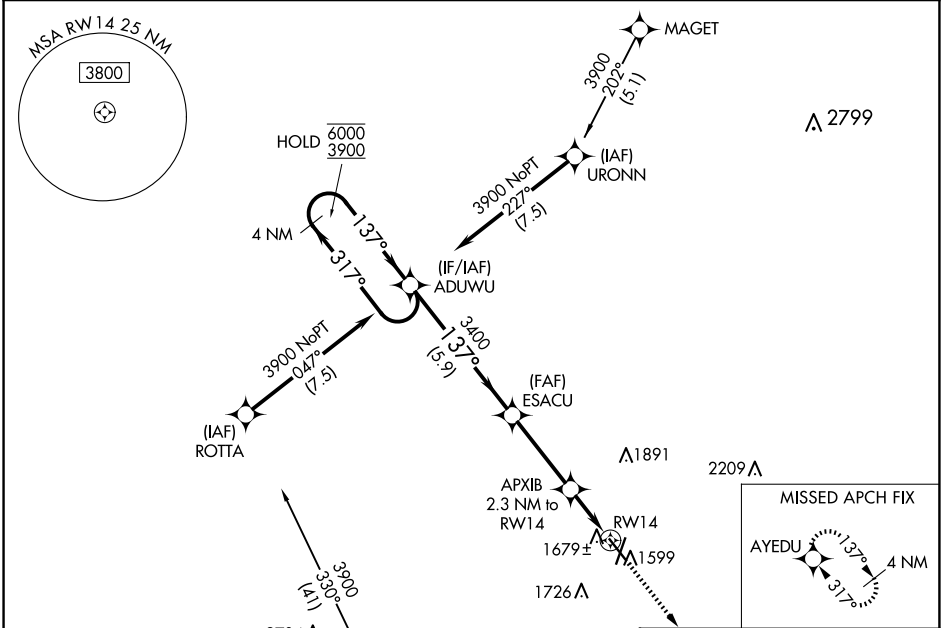 MSA RW14 25 NM
3800
MAGET
3900
202°
(5.1)
2799
HOLD 6000
3900
(IAF)
URONN
3900 NoPT
227°
(7.5)
4 NM
137°
317°
(IF/IAF)
ADUWU
3900 NoPT
047°
(7.5)
3400
137°
(5.9)
(IAF)
ROTTA
(FAF)
ESACU
1891
2209
APXIB
2.3 NM to
RW14
RW14
1679±
1599
1726
3900
330°
(41)
MISSED APCH FIX
AYEDU
137°
317°
4 NM